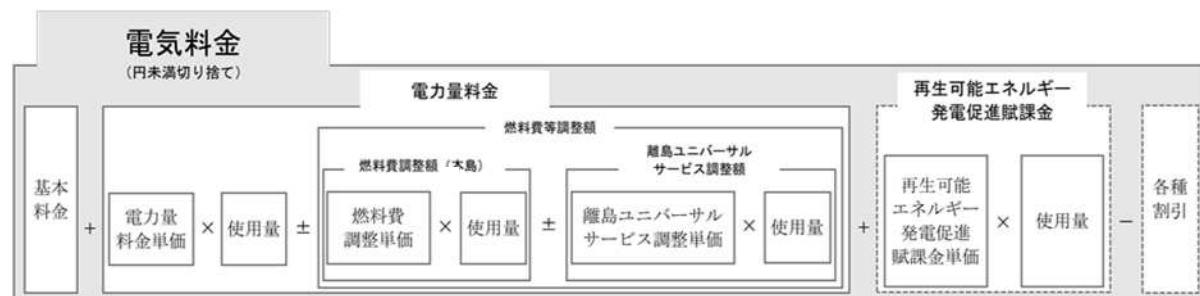 電気料金
(円未満切り捨て)
電力量料金
再生可能エネルギー
発電促進賦課金
燃料費等調整額
燃料費調整額(本島)
離島ユニバーサル
サービス調整額
基本
料金
+
電力量
料金単価
×
使用量
±
燃料費
調整単価
×
使用量
±
離島ユニバーサル
サービス調整単価
×
使用量
+
再生可能
エネルギー
発電促進
賦課金単価
×
使用量
−
各種
割引